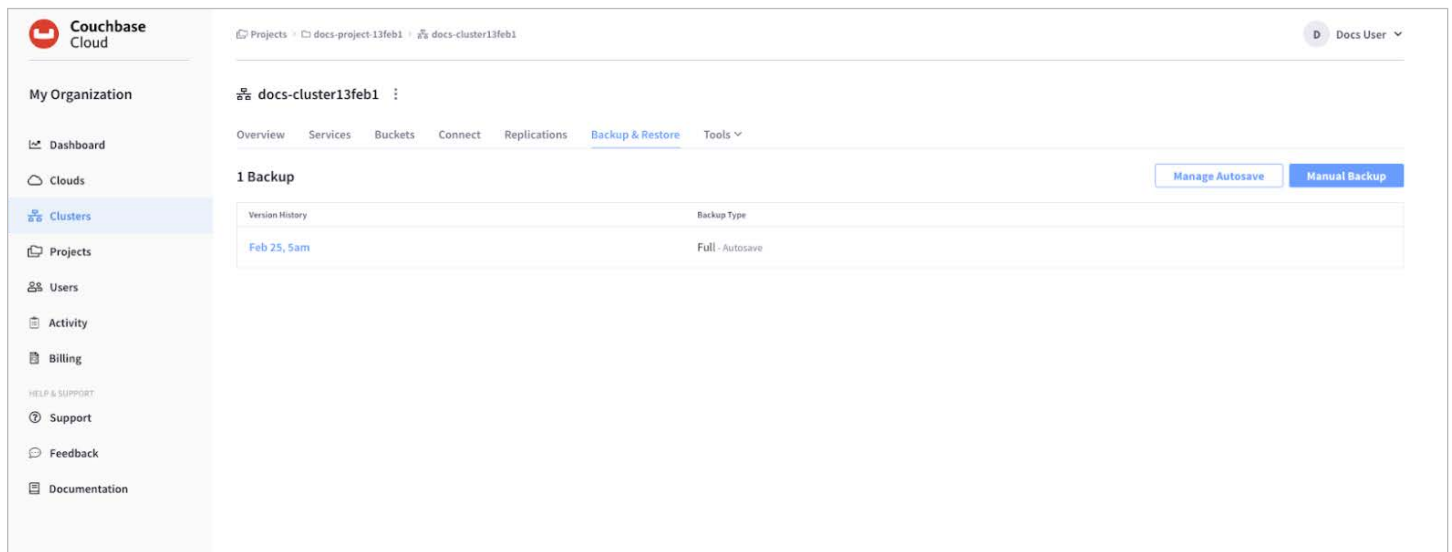 Couchbase
Cloud
Projects docs-project-13feb1 docs-cluster13feb1
D Docs User
My Organization
docs-cluster13feb1
Overview Services Buckets Connect Replications Backup & Restore Tools
1 Backup
Manage Autosave Manual Backup
Version History Backup Type
Feb 25, 5am Full - Autosave
Dashboard
Clouds
Clusters
Projects
Users
Activity
Billing
HELP & SUPPORT
Support
Feedback
Documentation